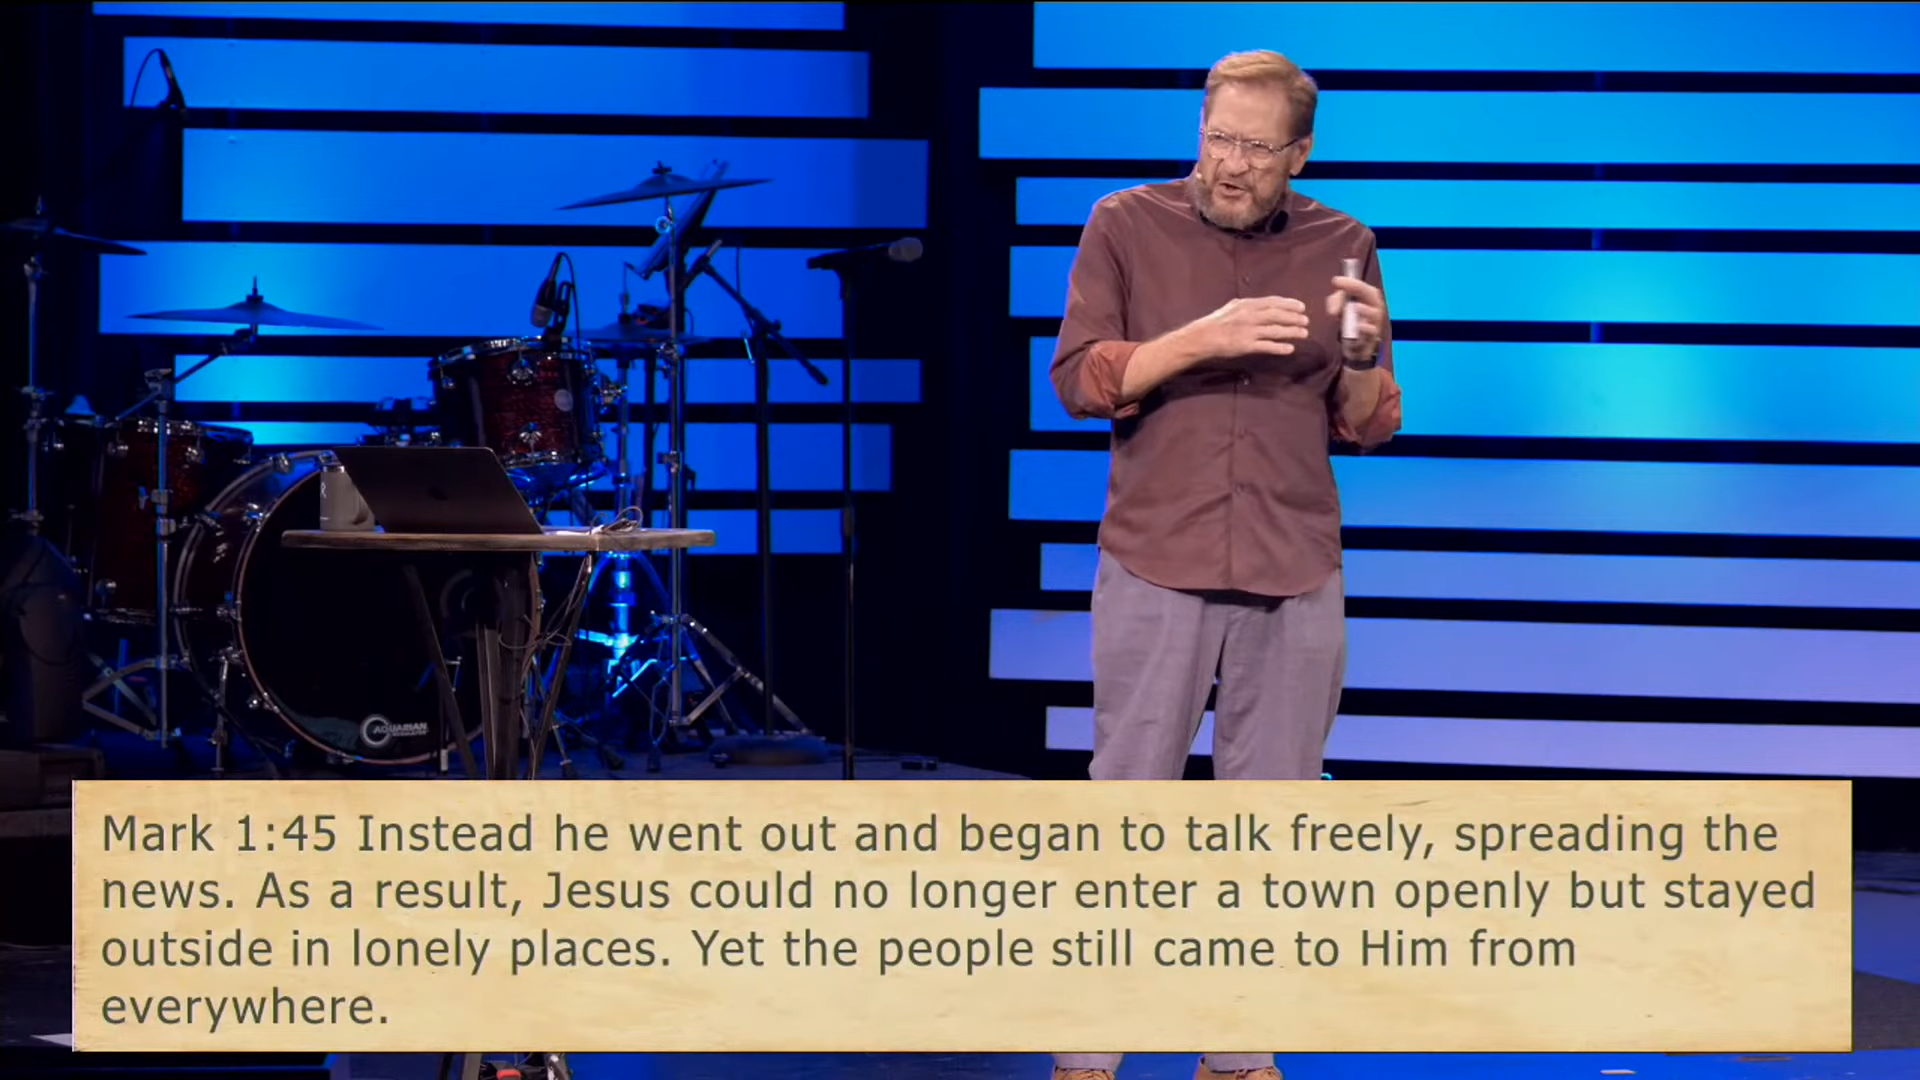 AQUARIAN
Mark 1:45 Instead he went out and began to talk freely, spreading the
news. As a result, Jesus could no longer enter a town openly but stayed
outside in lonely places. Yet the people still came to Him from
everywhere.